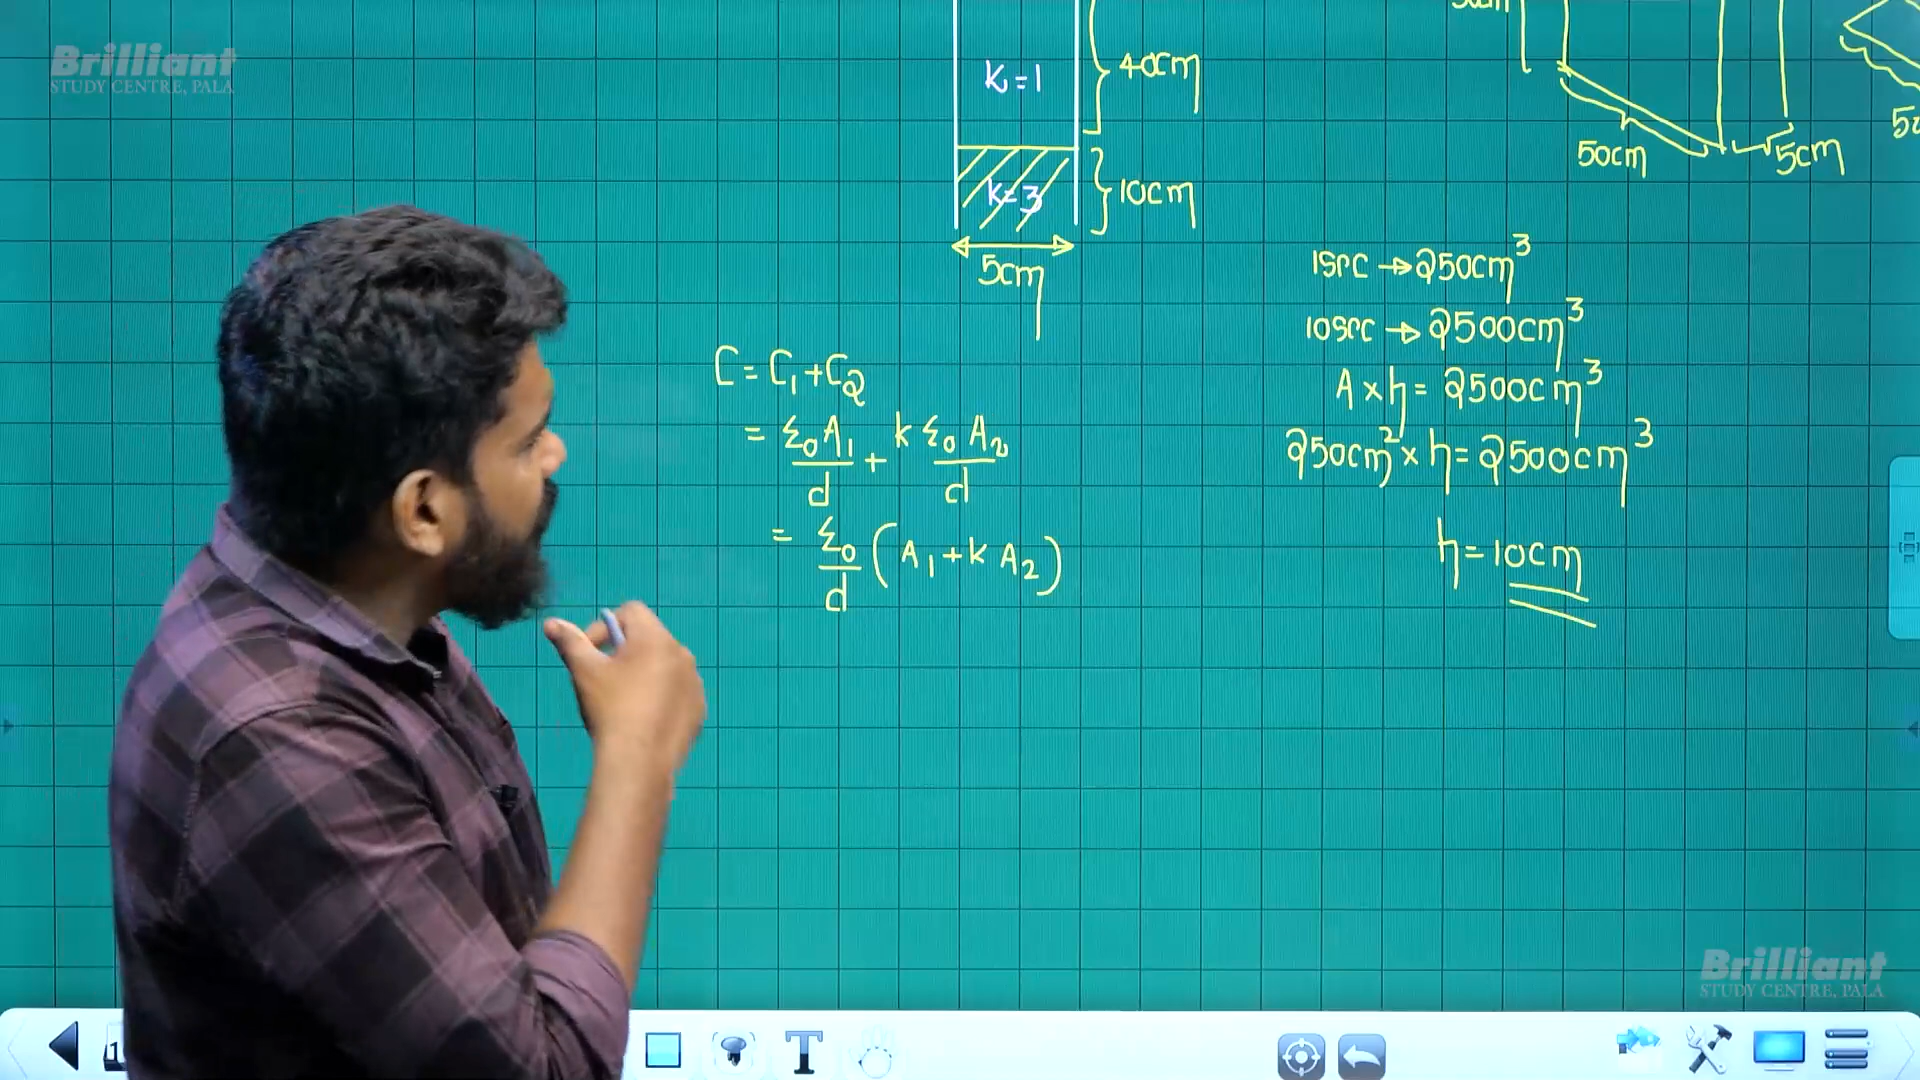 Brilliant
STUDY CENTRE, PALA
K=1
40cm
K=3
10cm
5cm
50cm
5cm
1sec → 250cm³
10sec → 2500cm³
A × h = 2500cm³
250cm² × h = 2500cm³
h = 10cm
C = C₁ + C₂
= ε₀A₁/d + kε₀A₂/d
= ε₀/d (A₁ + k A₂)
Brilliant
STUDY CENTRE, PALA
T